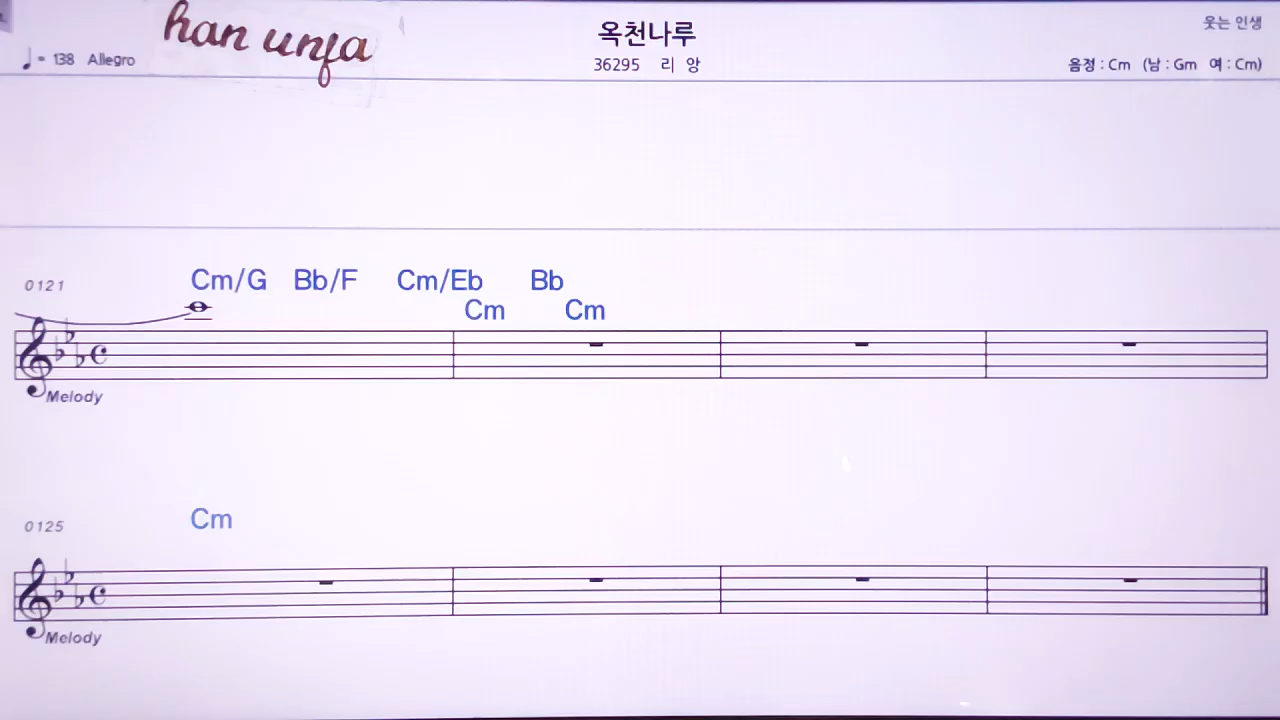 han unja
옥천나루
웃는 인생
♩= 138 Allegro
36295 리 앙
음정 : Cm (남 : Gm 여 : Cm)
0121
Cm/G Bb/F Cm/Eb Bb
Cm Cm
Melody
0125
Cm
Melody